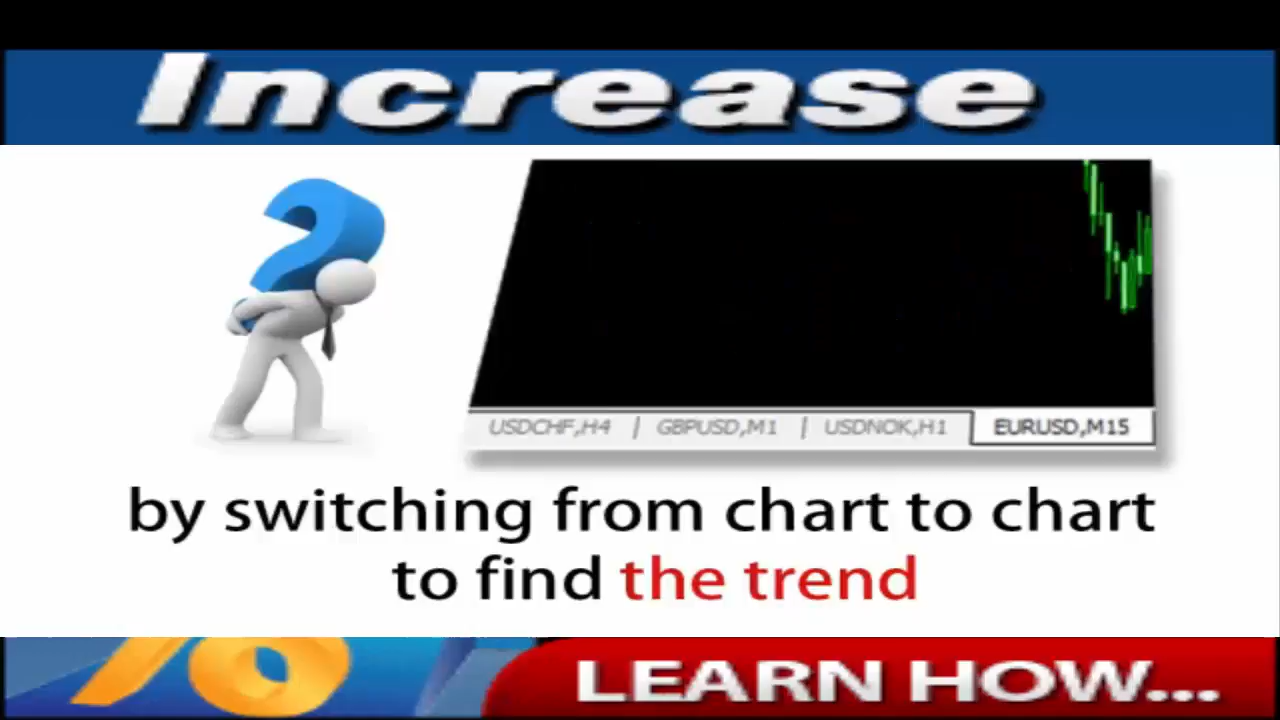 Increase
USDCHF,H4 | GBPUSD,M1 | USDNOK,H1 | EURUSD,M15
by switching from chart to chart
to find the trend
LEARN HOW...